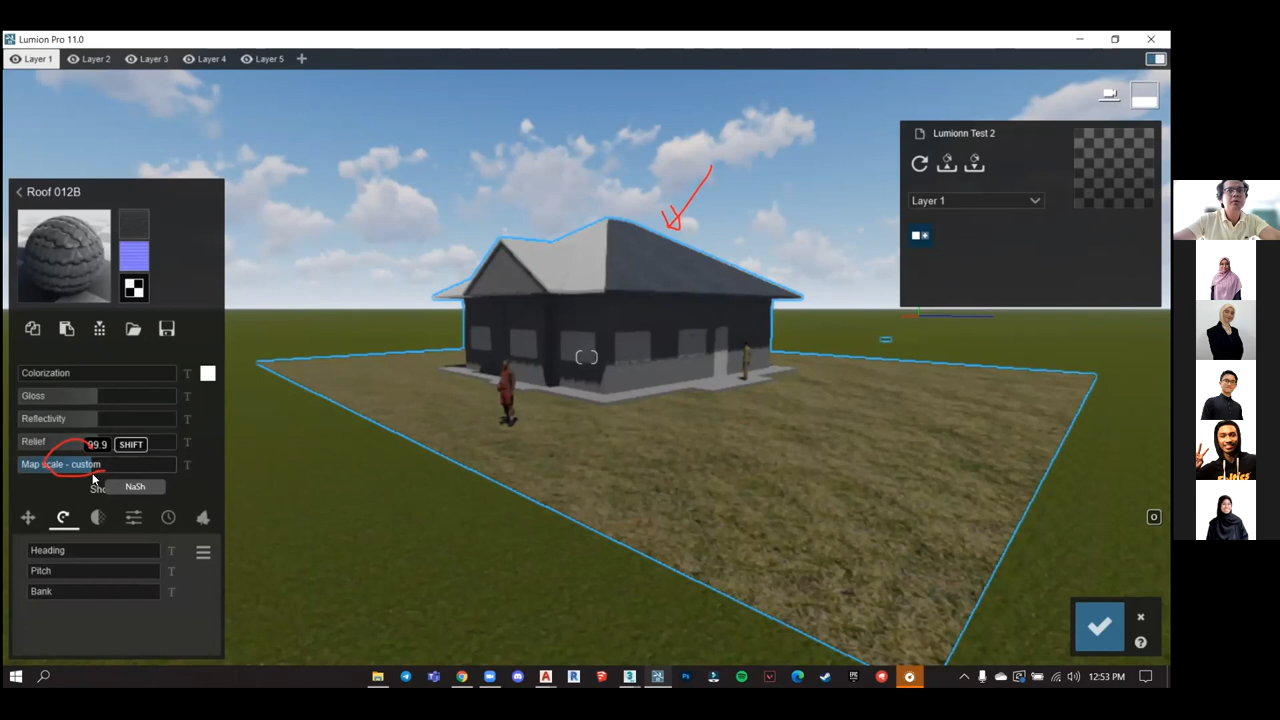 Lumion Pro 11.0
Layer 1
Layer 2
Layer 3
Layer 4
Layer 5
Lumionn Test 2
Layer 1
Roof 012B
Colorization
T
Gloss
T
Reflectivity
T
Relief
99.9
SHIFT
T
Map scale - custom
T
NaSh
Heading
T
Pitch
T
Bank
T
O
12:53 PM